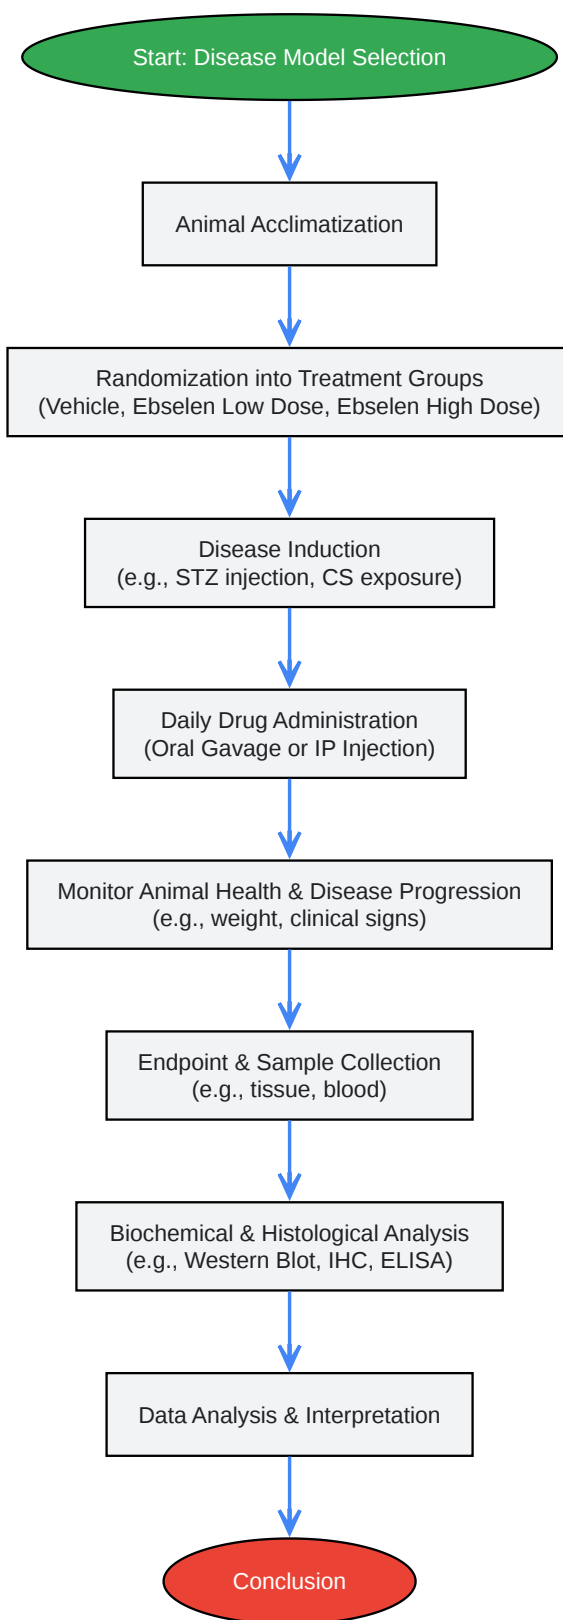 Start: Disease Model Selection
Animal Acclimatization
Randomization into Treatment Groups
(Vehicle, Ebselen Low Dose, Ebselen High Dose)
Disease Induction
(e.g., STZ injection, CS exposure)
Daily Drug Administration
(Oral Gavage or IP Injection)
Monitor Animal Health & Disease Progression
(e.g., weight, clinical signs)
Endpoint & Sample Collection
(e.g., tissue, blood)
Biochemical & Histological Analysis
(e.g., Western Blot, IHC, ELISA)
Data Analysis & Interpretation
Conclusion